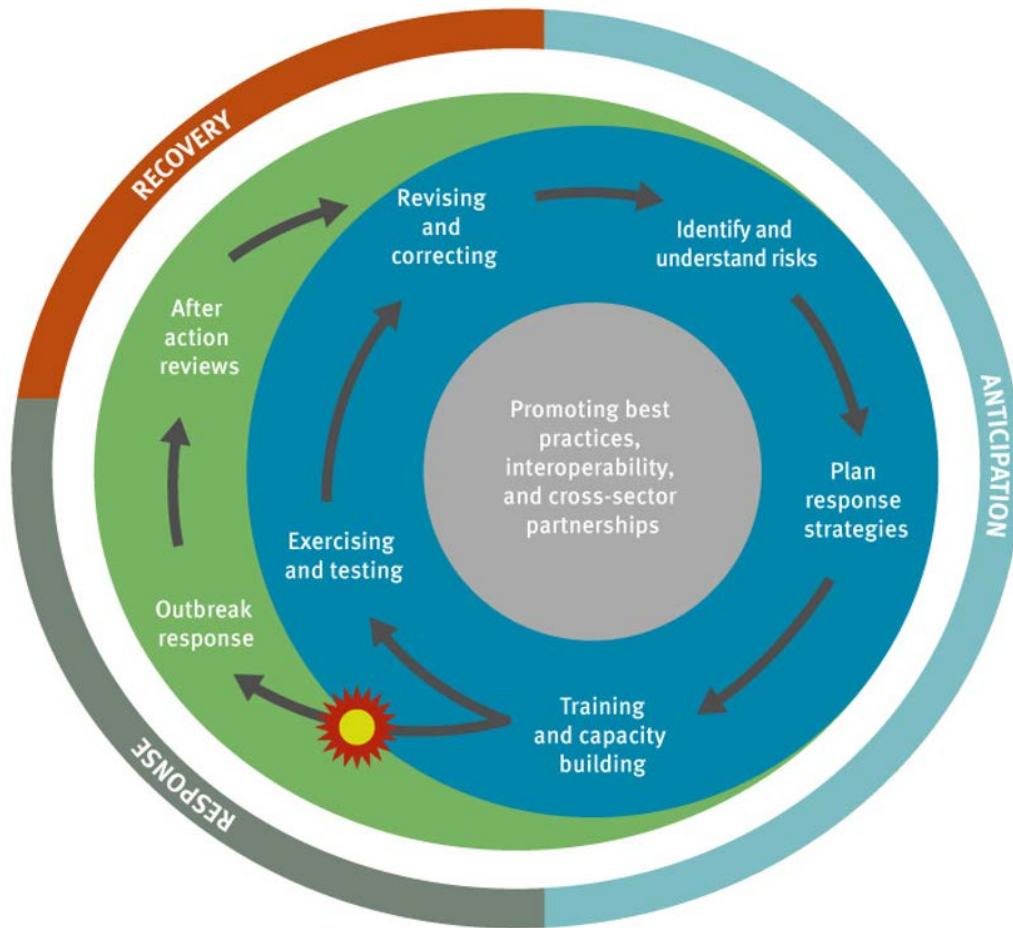 RECOVERY
ANTICIPATION
RESPONSE
Revising
and
correcting
Identify and
understand risks
After
action
reviews
Promoting best
practices,
interoperability,
and cross-sector
partnerships
Plan
response
strategies
Exercising
and testing
Outbreak
response
Training
and capacity
building